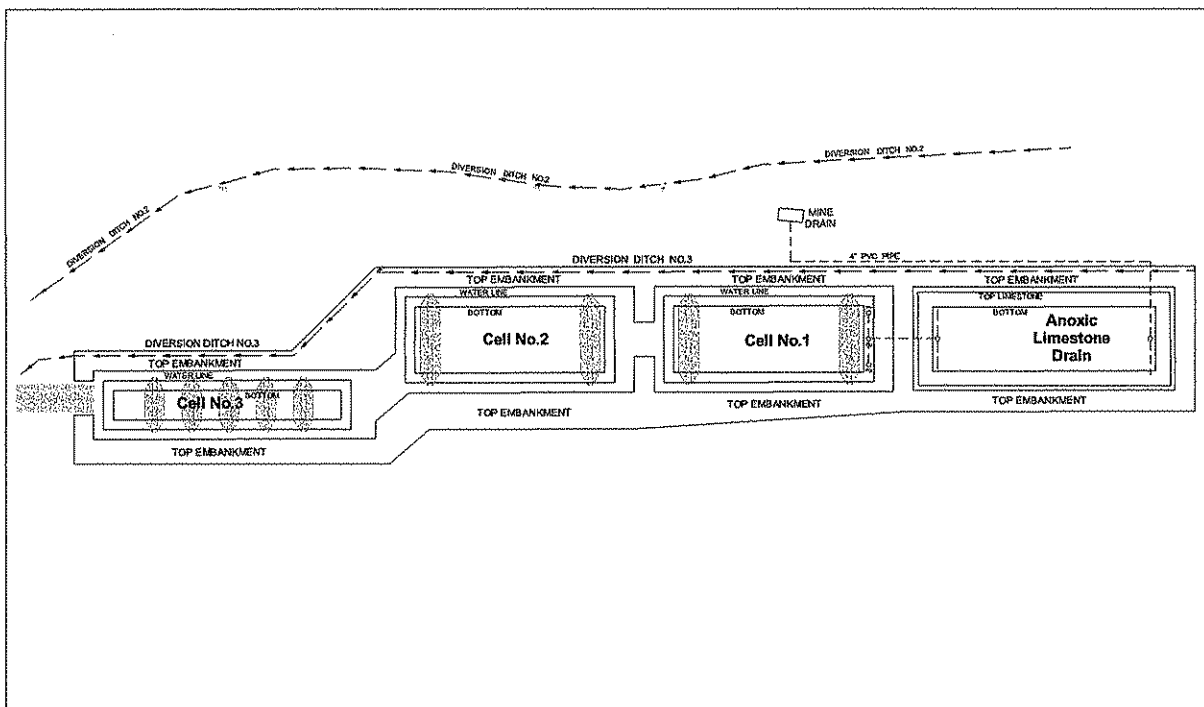 DIVERSION DITCH NO.2
DIVERSION DITCH NO.2
DIVERSION DITCH NO.2
MINE
DRAIN
4" PVC PIPE
DIVERSION DITCH NO.3
TOP EMBANKMENT
TOP EMBANKMENT
TOP EMBANKMENT
WATER LINE
WATER LINE
TOP LIMESTONE
BOTTOM
BOTTOM
BOTTOM
Cell No.2
Cell No.1
Anoxic
Limestone
Drain
DIVERSION DITCH NO.3
TOP EMBANKMENT
WATER LINE
BOTTOM
Cell No.3
TOP EMBANKMENT
TOP EMBANKMENT
TOP EMBANKMENT
TOP EMBANKMENT